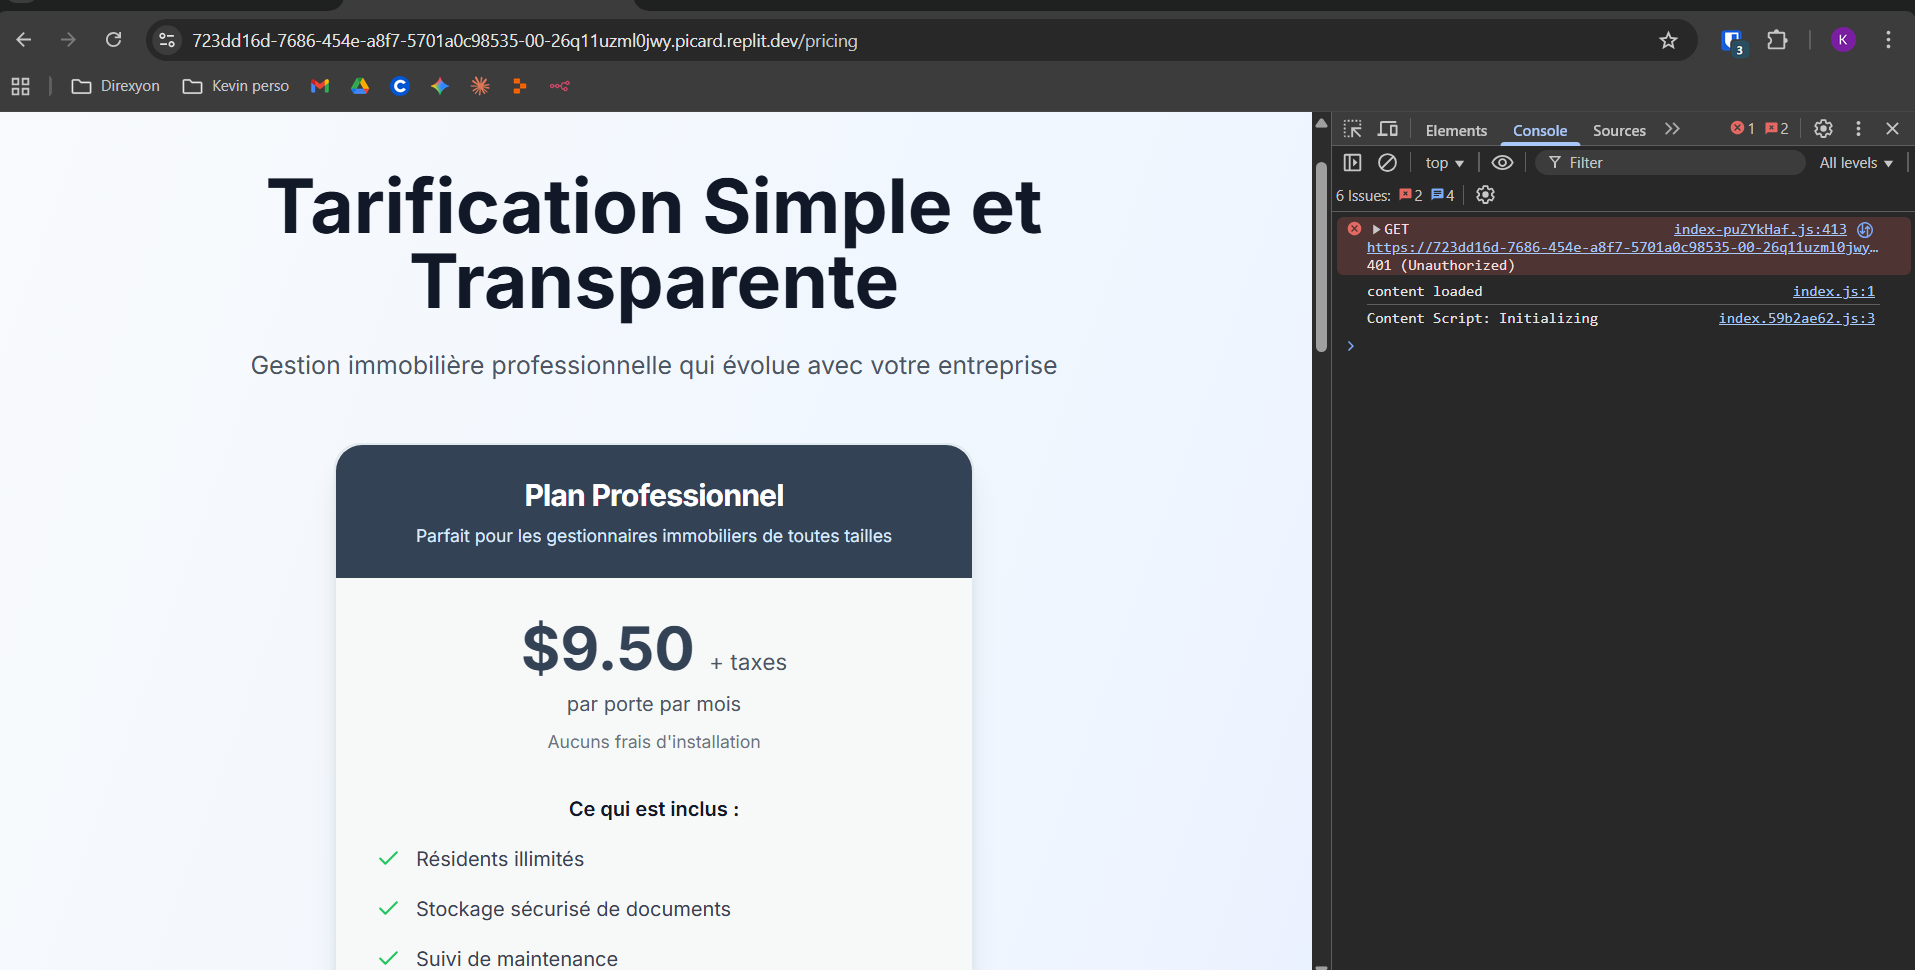 723dd16d-7686-454e-a8f7-5701a0c98535-00-26q11uzml0jwy.picard.replit.dev/pricing
3
K
Direxyon
Kevin perso
Tarification Simple et
Transparente
Gestion immobilière professionnelle qui évolue avec votre entreprise
Plan Professionnel
Parfait pour les gestionnaires immobiliers de toutes tailles
$9.50 + taxes
par porte par mois
Aucuns frais d'installation
Ce qui est inclus :
Résidents illimités
Stockage sécurisé de documents
Suivi de maintenance
Elements Console Sources 1 2
top Filter All levels
6 Issues: 2 4
GET index-puZYkHaf.js:413
https://723dd16d-7686-454e-a8f7-5701a0c98535-00-26q11uzml0jwy…
401 (Unauthorized)
content loaded index.js:1
Content Script: Initializing index.59b2ae62.js:3